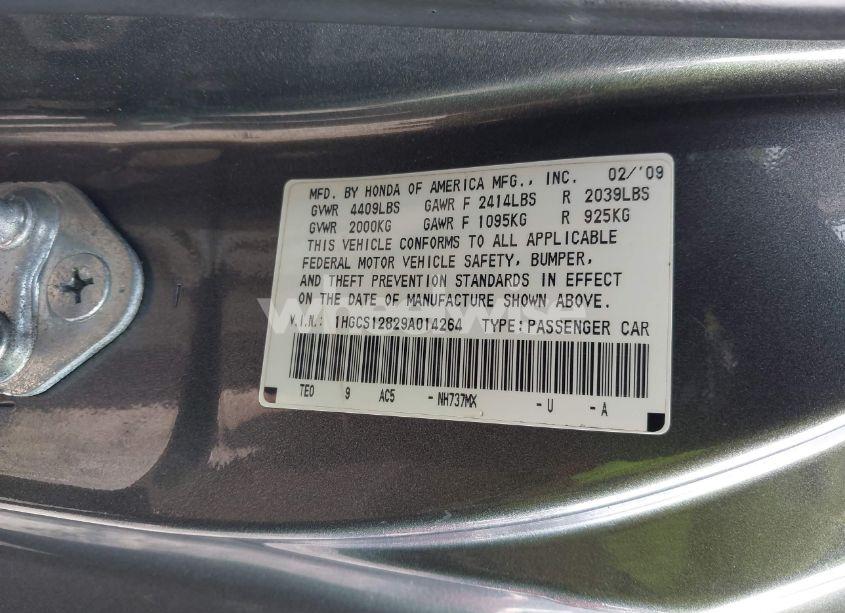 MFD. BY HONDA OF AMERICA MFG., INC. 02/'09
GVWR 4409LBS GAWR F 2414LBS R 2039LBS
GVWR 2000KG GAWR F 1095KG R 925KG
THIS VEHICLE CONFORMS TO ALL APPLICABLE
FEDERAL MOTOR VEHICLE SAFETY, BUMPER,
AND THEFT PREVENTION STANDARDS IN EFFECT
ON THE DATE OF MANUFACTURE SHOWN ABOVE.
wheelwise
V.I.N.: 1HGCS12829A014264 TYPE:PASSENGER CAR
TEO 9 AC5 -NH737MX -U -A